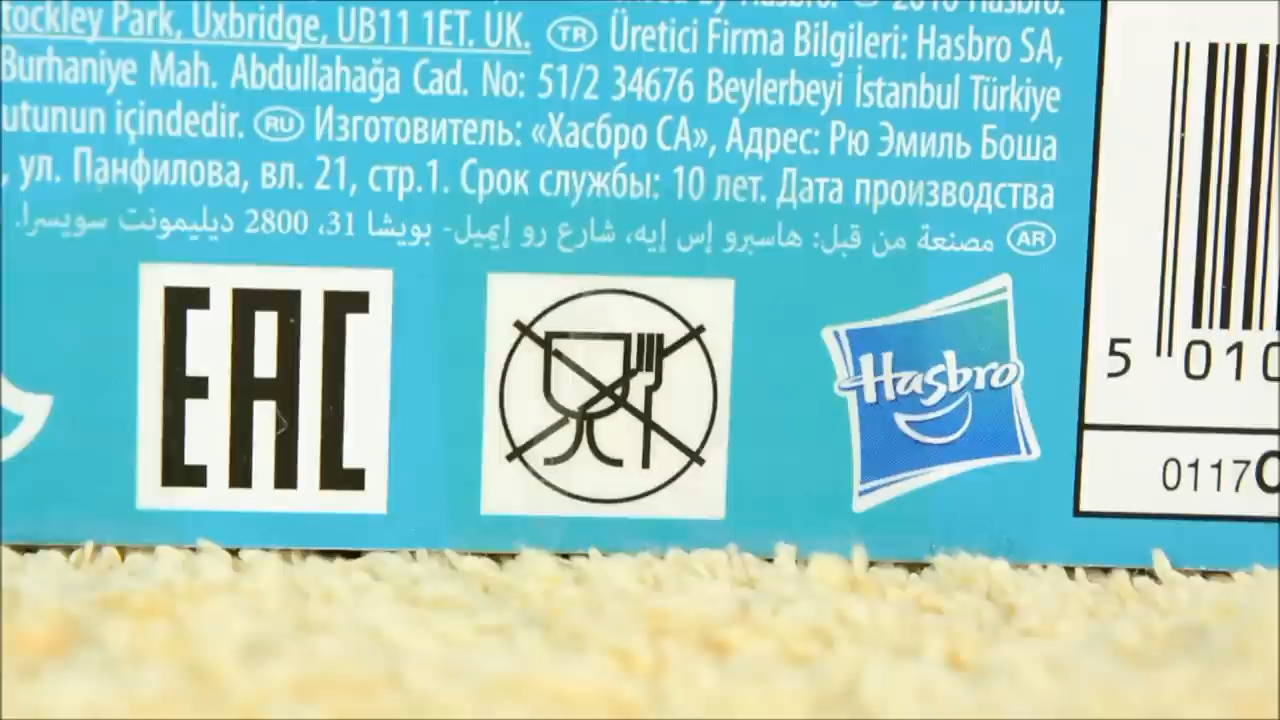 tockley Park, Uxbridge, UB11 1ET. UK. TR Üretici Firma Bilgileri: Hasbro SA,
Burhaniye Mah. Abdullahağa Cad. No: 51/2 34676 Beylerbeyi İstanbul Türkiye
utunun içindedir. RU Изготовитель: «Хасбро СА», Адрес: Рю Эмиль Боша
, ул. Панфилова, вл. 21, стр.1. Срок службы: 10 лет. Дата производства
AR مصنعة من قبل: هاسبرو إس إيه، شارع رو إيميل- بويشا 31، 2800 ديليمونت سويسرا.
EAC
Hasbro
5 010
0117